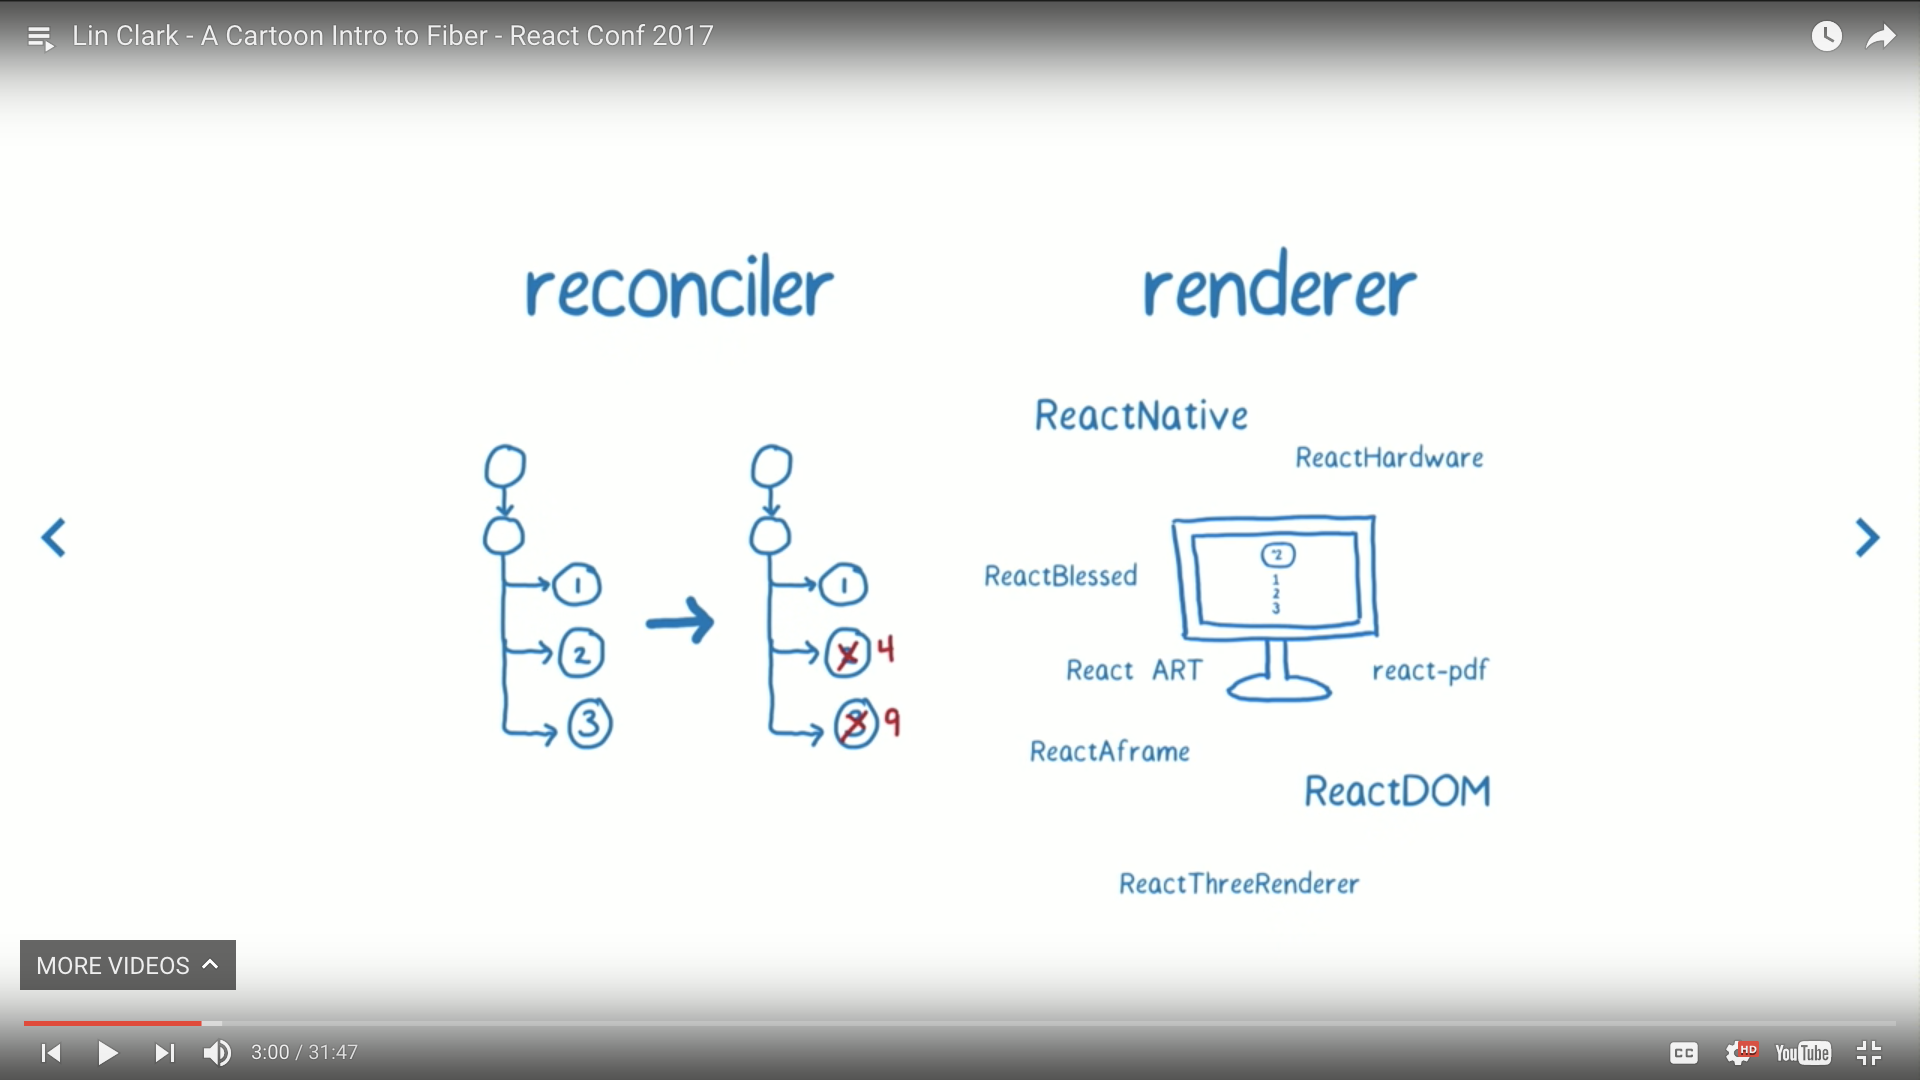 Lin Clark - A Cartoon Intro to Fiber - React Conf 2017
reconciler
renderer
ReactNative
ReactHardware
ReactBlessed
^2
1
2
3
React ART
react-pdf
ReactAframe
ReactDOM
ReactThreeRenderer
1
2
3
1
4
9
MORE VIDEOS
3:00 / 31:47
CC
HD
YouTube